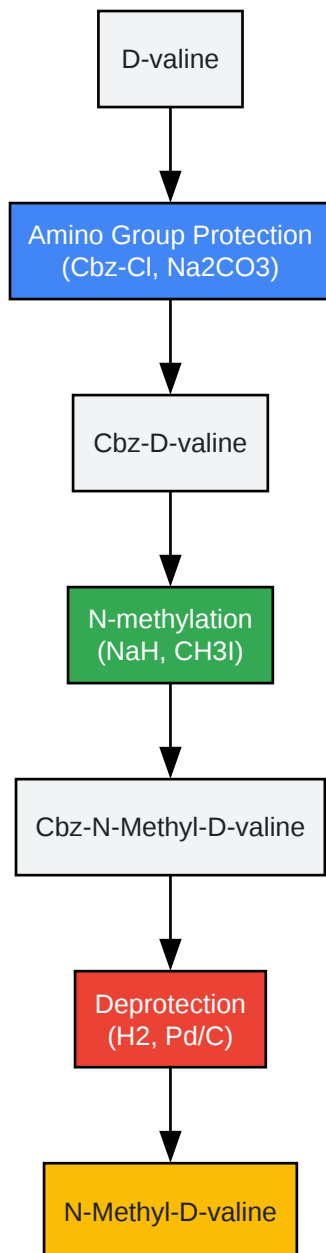 D-valine
Amino Group Protection
(Cbz-Cl, Na2CO3)
Cbz-D-valine
N-methylation
(NaH, CH3I)
Cbz-N-Methyl-D-valine
Deprotection
(H2, Pd/C)
N-Methyl-D-valine